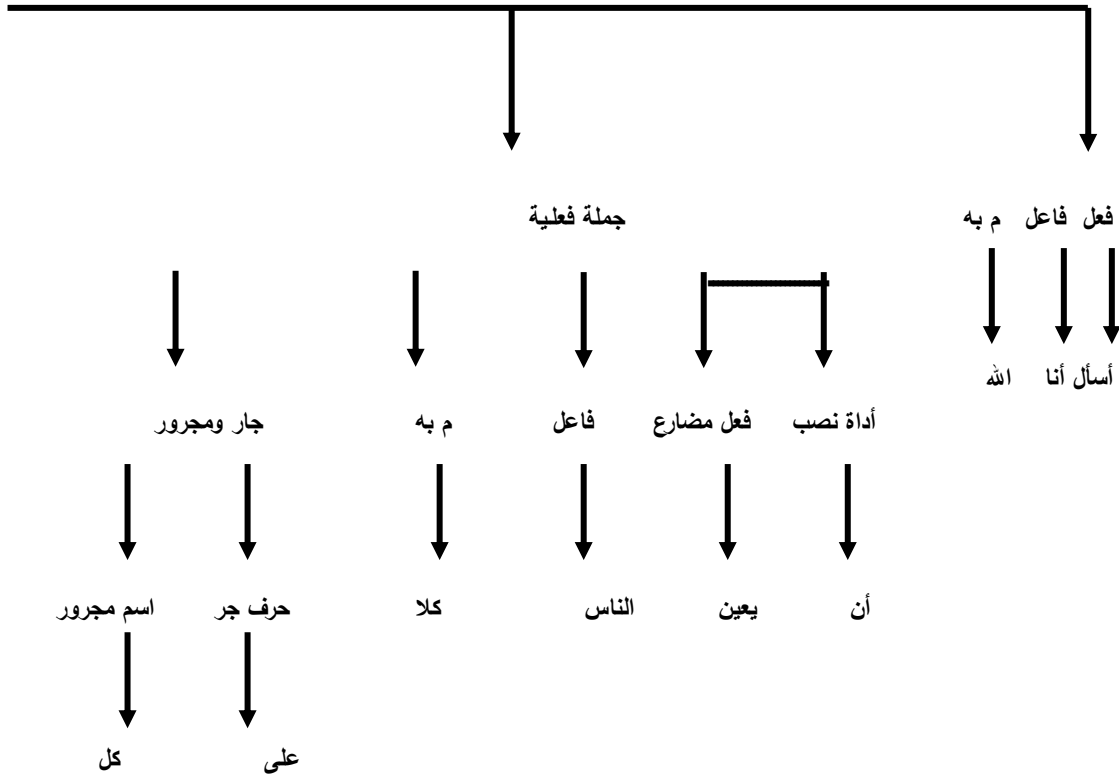 فعل فاعل م به جملة فعلية
أسأل أنا الله
أداة نصب فعل مضارع فاعل م به جار ومجرور
أن يعين الناس كلا حرف جر اسم مجرور
على كل